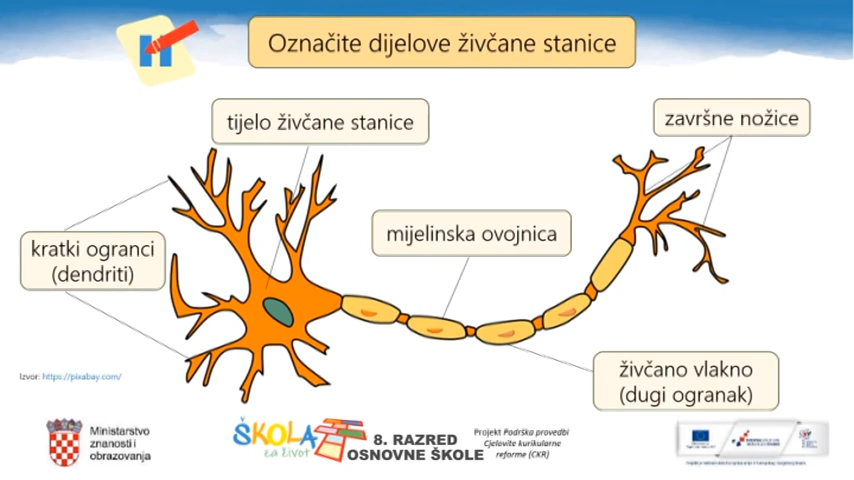 Označite dijelove živčane stanice
tijelo živčane stanice
završne nožice
mijelinska ovojnica
kratki ogranci
(dendriti)
živčano vlakno
(dugi ogranak)
Izvor: https://pixabay.com/
Ministarstvo
znanosti i
obrazovanja
ŠKOLA
za život
8. RAZRED
OSNOVNE ŠKOLE
Projekt Podrška provedbi
Cjelovite kurikularne
reforme (CKR)